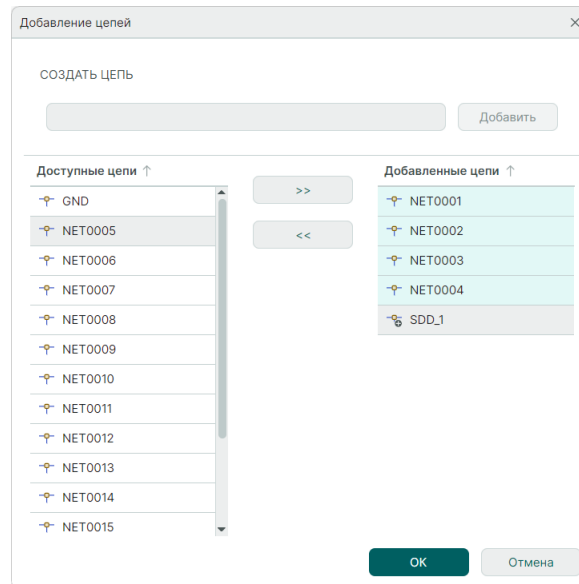 Добавление цепей
СОЗДАТЬ ЦЕПЬ
Добавить
Доступные цепи
GND
NET0005
NET0006
NET0007
NET0008
NET0009
NET0010
NET0011
NET0012
NET0013
NET0014
NET0015
>>
<<
Добавленные цепи
NET0001
NET0002
NET0003
NET0004
SDD_1
OK
Отмена